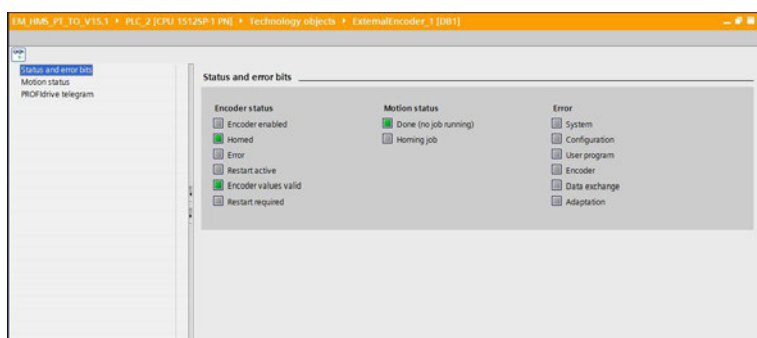 EM_HMS_PT_TO_V15.1 ▸ PLC_2 [CPU 1512SP-1 PN] ▸ Technology objects ▸ ExternalEncoder_1 [DB1]
Status and error bits
Motion status
PROFIdrive telegram
Status and error bits
Encoder status
Encoder enabled
Homed
Error
Restart active
Encoder values valid
Restart required
Motion status
Done (no job running)
Homing job
Error
System
Configuration
User program
Encoder
Data exchange
Adaptation